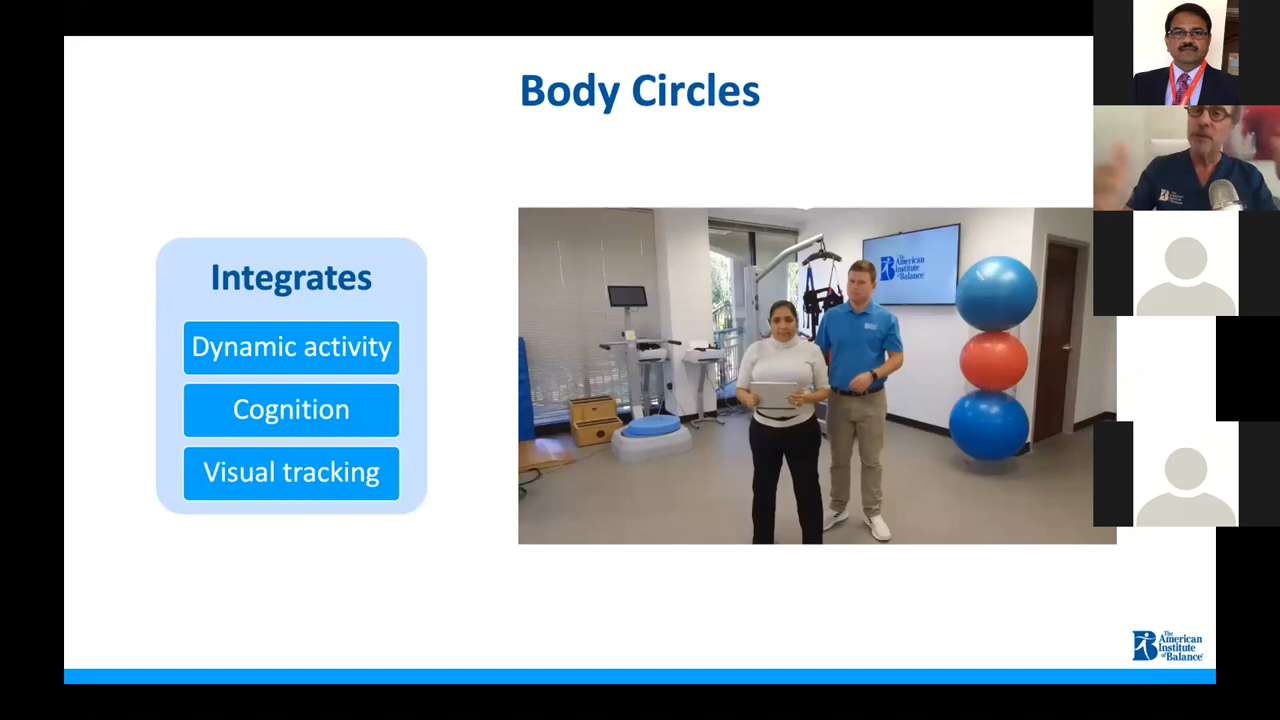 Body Circles
Integrates
Dynamic activity
Cognition
Visual tracking
The
American
Institute
of Balance
The
American
Institute
of Balance